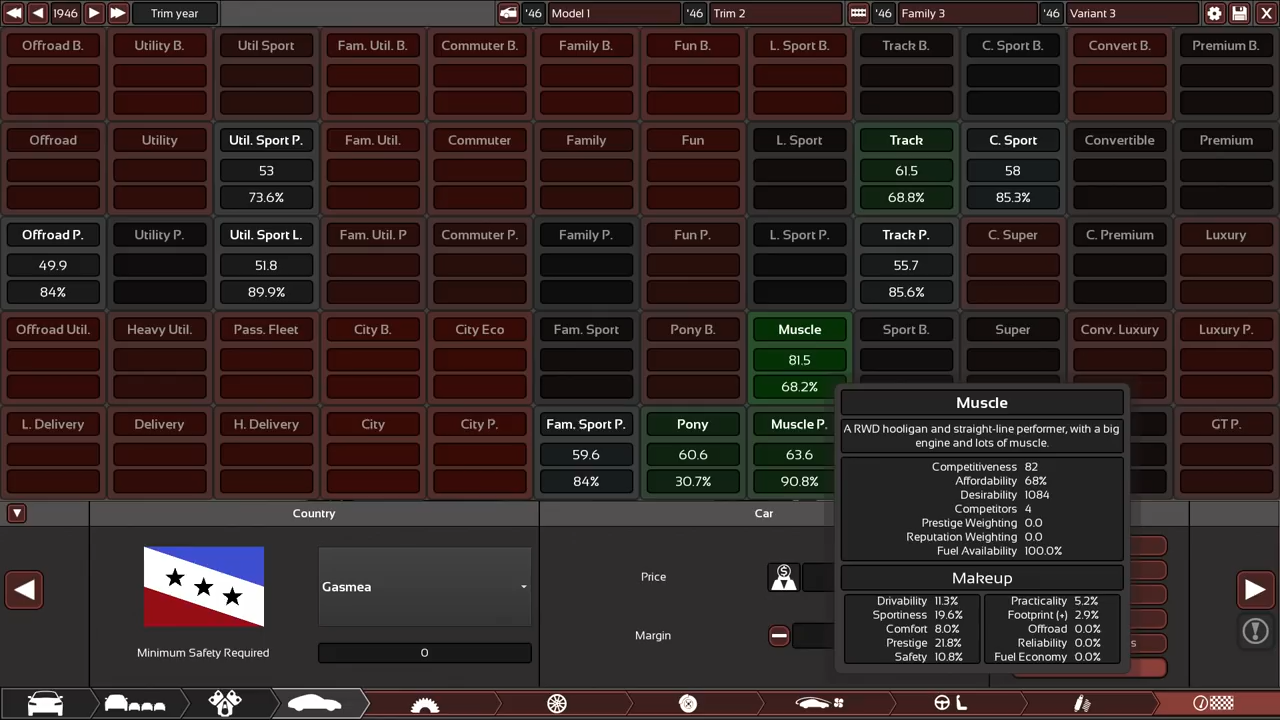 1946
Trim year
'46
Model 1
'46
Trim 2
'46
Family 3
'46
Variant 3
Offroad B.
Utility B.
Util Sport
Fam. Util. B.
Commuter B.
Family B.
Fun B.
L. Sport B.
Track B.
C. Sport B.
Convert B.
Premium B.
Offroad
Utility
Util. Sport P.
Fam. Util.
Commuter
Family
Fun
L. Sport
Track
C. Sport
Convertible
Premium
53
61.5
58
73.6%
68.8%
85.3%
Offroad P.
Utility P.
Util. Sport L.
Fam. Util. P
Commuter P.
Family P.
Fun P.
L. Sport P.
Track P.
C. Super
C. Premium
Luxury
49.9
51.8
55.7
84%
89.9%
85.6%
Offroad Util.
Heavy Util.
Pass. Fleet
City B.
City Eco
Fam. Sport
Pony B.
Muscle
Sport B.
Super
Conv. Luxury
Luxury P.
81.5
68.2%
L. Delivery
Delivery
H. Delivery
City
City P.
Fam. Sport P.
Pony
Muscle P.
GT P.
59.6
60.6
63.6
84%
30.7%
90.8%
Muscle
A RWD hooligan and straight-line performer, with a big
engine and lots of muscle.
Competitiveness 82
Affordability 68%
Desirability 1084
Competitors 4
Prestige Weighting 0.0
Reputation Weighting 0.0
Fuel Availability 100.0%
Makeup
Drivability 11.3%
Sportiness 19.6%
Comfort 8.0%
Prestige 21.8%
Safety 10.8%
Practicality 5.2%
Footprint (+) 2.9%
Offroad 0.0%
Reliability 0.0%
Fuel Economy 0.0%
Country
Gasmea
Minimum Safety Required
0
Car
Price
Margin
s